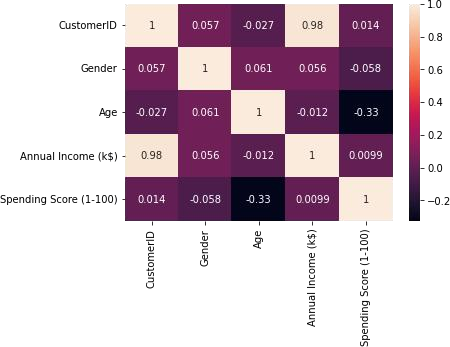 CustomerID 1 0.057 -0.027 0.98 0.014
Gender 0.057 1 0.061 0.056 -0.058
Age -0.027 0.061 1 -0.012 -0.33
Annual Income (k$) 0.98 0.056 -0.012 1 0.0099
Spending Score (1-100) 0.014 -0.058 -0.33 0.0099 1
CustomerID
Gender
Age
Annual Income (k$)
Spending Score (1-100)
1.0
0.8
0.6
0.4
0.2
0.0
−0.2